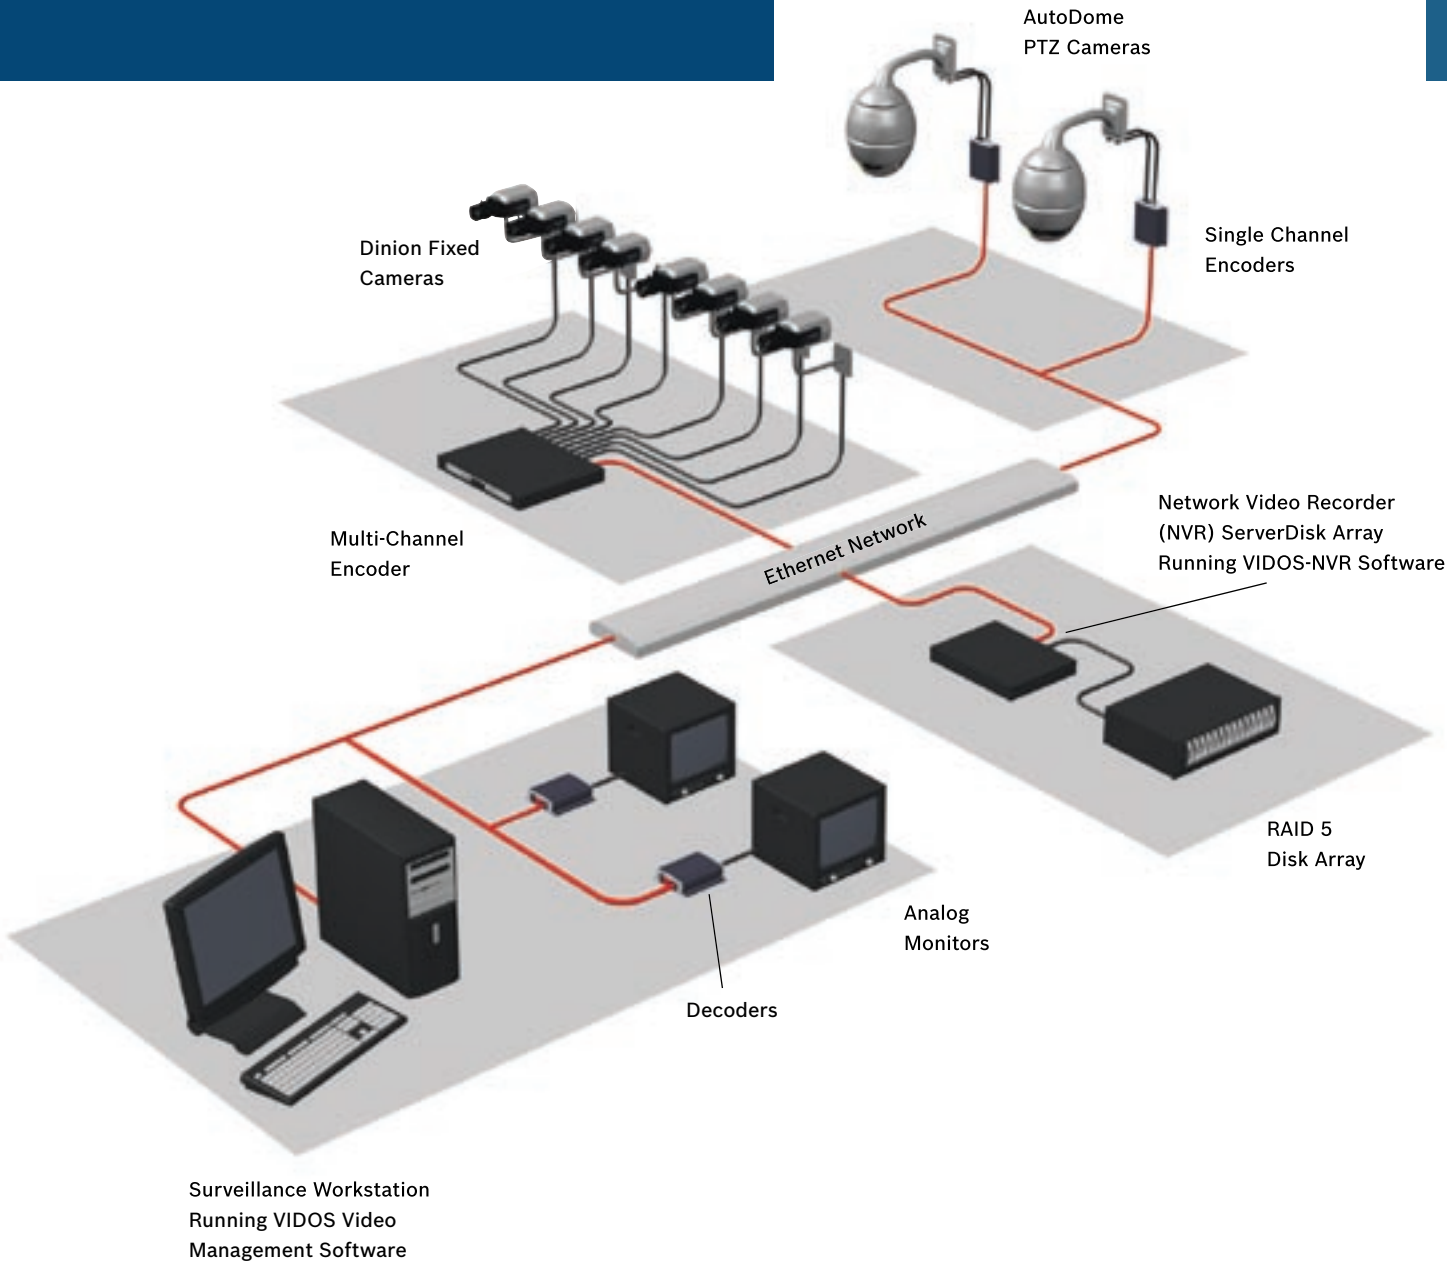 AutoDome
PTZ Cameras
Dinion Fixed
Cameras
Single Channel
Encoders
Multi-Channel
Encoder
Ethernet Network
Network Video Recorder
(NVR) ServerDisk Array
Running VIDOS-NVR Software
RAID 5
Disk Array
Analog
Monitors
Decoders
Surveillance Workstation
Running VIDOS Video
Management Software